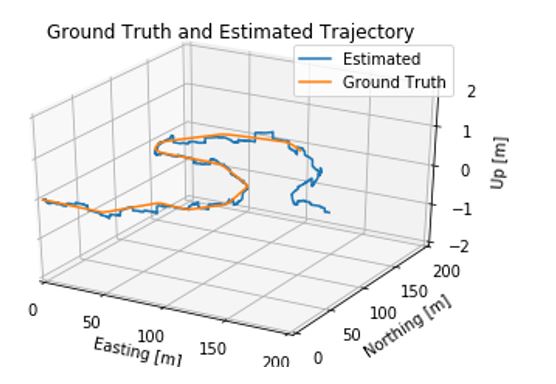 Ground Truth and Estimated Trajectory
Estimated
Ground Truth
2
1
0
−1
−2
Up [m]
0
50
100
150
200
Easting [m]
0
50
100
150
200
Northing [m]